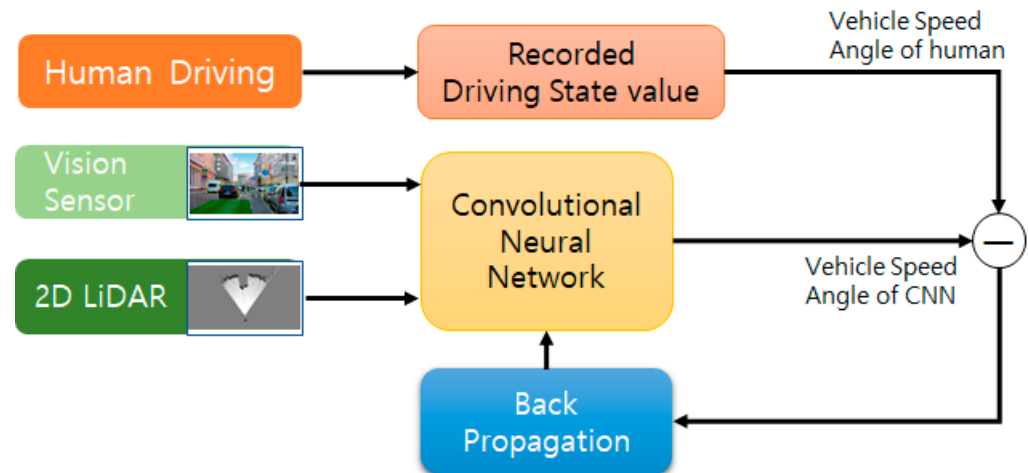 Human Driving
Recorded
Driving State value
Vehicle Speed
Angle of human
Vision
Sensor
Convolutional
Neural
Network
2D LiDAR
Vehicle Speed
Angle of CNN
Back
Propagation